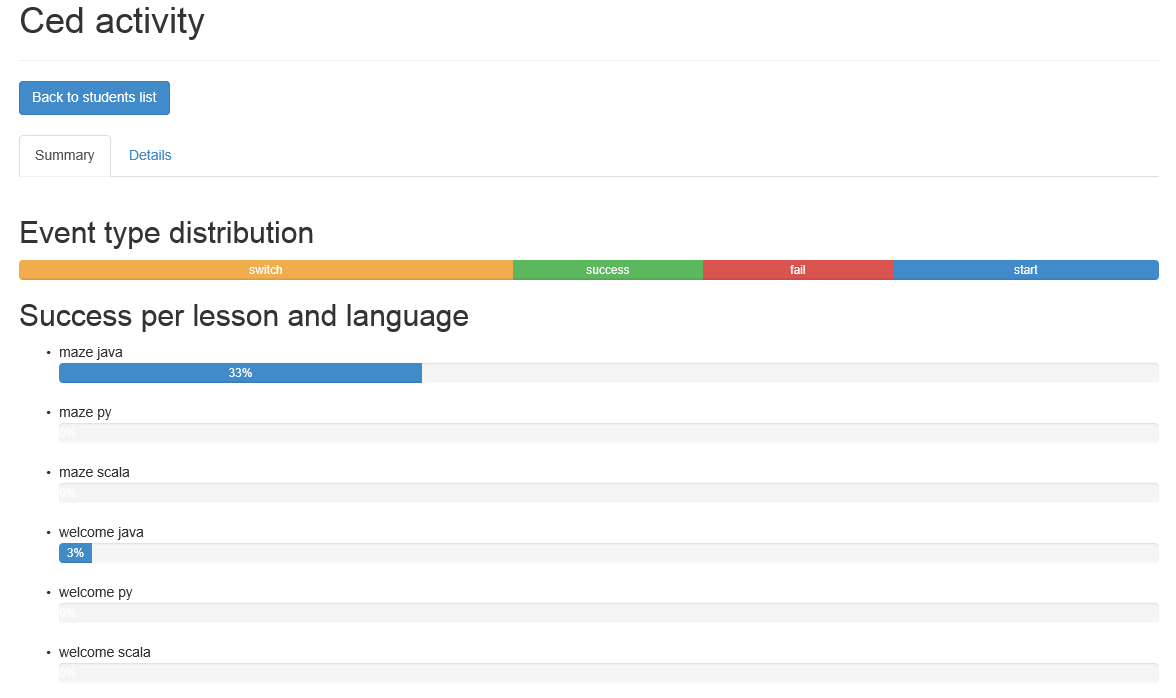 Ced activity
Back to students list
Summary Details
Event type distribution
switch success fail start
Success per lesson and language
• maze java
33%
• maze py
0%
• maze scala
0%
• welcome java
3%
• welcome py
0%
• welcome scala
0%